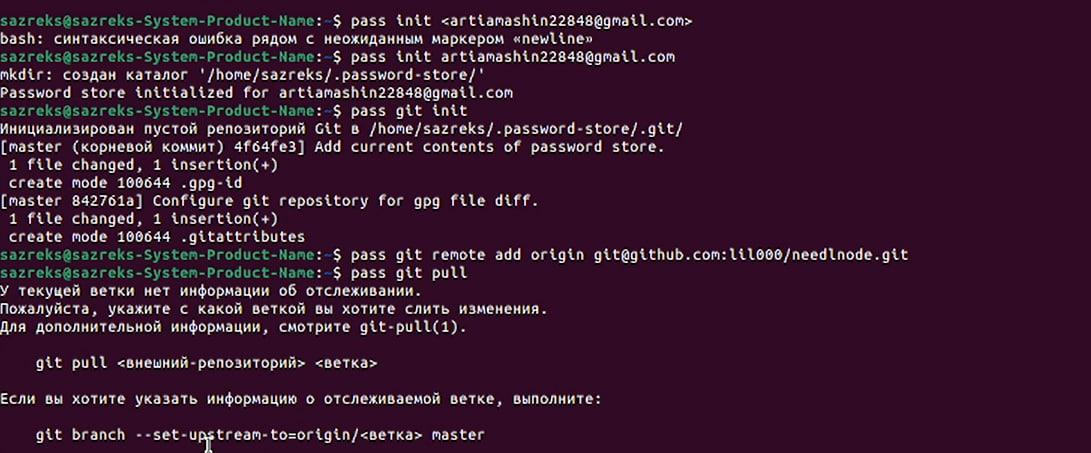 sazreks@sazreks-System-Product-Name:~$ pass init <artiamashin22848@gmail.com>
bash: синтаксическая ошибка рядом с неожиданным маркером «newline»
sazreks@sazreks-System-Product-Name:~$ pass init artiamashin22848@gmail.com
mkdir: создан каталог '/home/sazreks/.password-store/'
Password store initialized for artiamashin22848@gmail.com
sazreks@sazreks-System-Product-Name:~$ pass git init
Инициализирован пустой репозиторий Git в /home/sazreks/.password-store/.git/
[master (корневой коммит) 4f64fe3] Add current contents of password store.
 1 file changed, 1 insertion(+)
 create mode 100644 .gpg-id
[master 842761a] Configure git repository for gpg file diff.
 1 file changed, 1 insertion(+)
 create mode 100644 .gitattributes
sazreks@sazreks-System-Product-Name:~$ pass git remote add origin git@github.com:lil000/needlnode.git
sazreks@sazreks-System-Product-Name:~$ pass git pull
У текущей ветки нет информации об отслеживании.
Пожалуйста, укажите с какой веткой вы хотите слить изменения.
Для дополнительной информации, смотрите git-pull(1).
    git pull <внешний-репозиторий> <ветка>
Если вы хотите указать информацию о отслеживаемой ветке, выполните:
    git branch --set-upstream-to=origin/<ветка> master